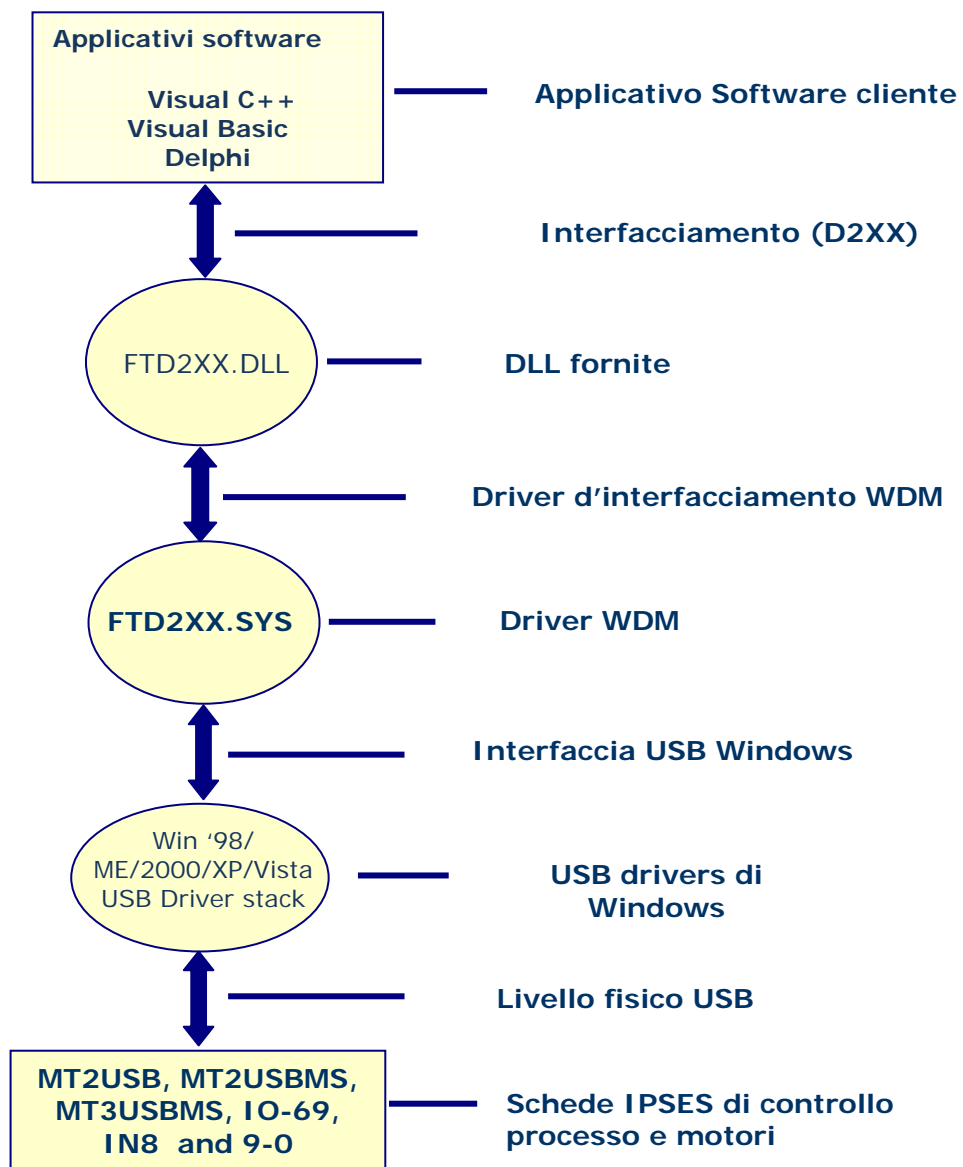 Applicativi software
Visual C++
Visual Basic
Delphi
Applicativo Software cliente
Interfacciamento (D2XX)
FTD2XX.DLL
DLL fornite
Driver d'interfacciamento WDM
FTD2XX.SYS
Driver WDM
Interfaccia USB Windows
Win '98/
ME/2000/XP/Vista
USB Driver stack
USB drivers di
Windows
Livello fisico USB
MT2USB, MT2USBMS,
MT3USBMS, IO-69,
IN8 and 9-0
Schede IPSES di controllo
processo e motori